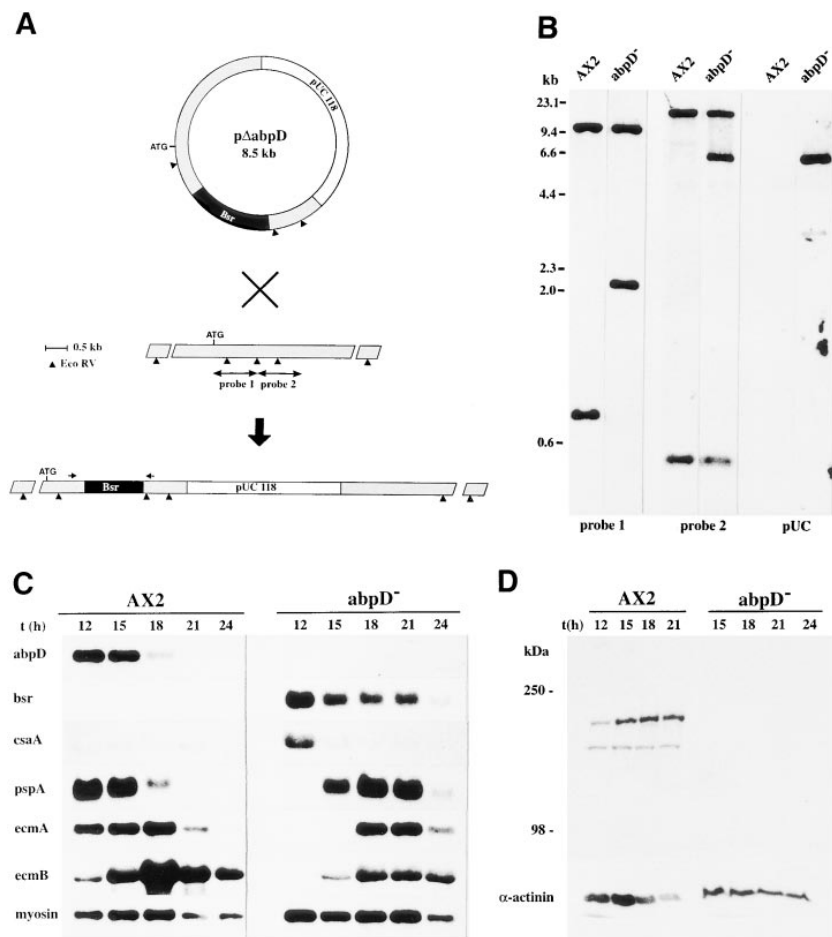 A
pUC 118
pΔabpD
8.5 kb
ATG
Bsr
ATG
0.5 kb
▲ Eco RV
probe 1 probe 2
ATG
Bsr pUC 118
B
AX2 abpD⁻ AX2 abpD⁻ AX2 abpD⁻
kb
23.1
9.4
6.6
4.4
2.3
2.0
0.6
probe 1 probe 2 pUC
C
AX2 abpD⁻
t (h) 12 15 18 21 24 12 15 18 21 24
abpD
bsr
csaA
pspA
ecmA
ecmB
myosin
D
AX2 abpD⁻
t(h) 12 15 18 21 15 18 21 24
kDa
250 -
98 -
α-actinin